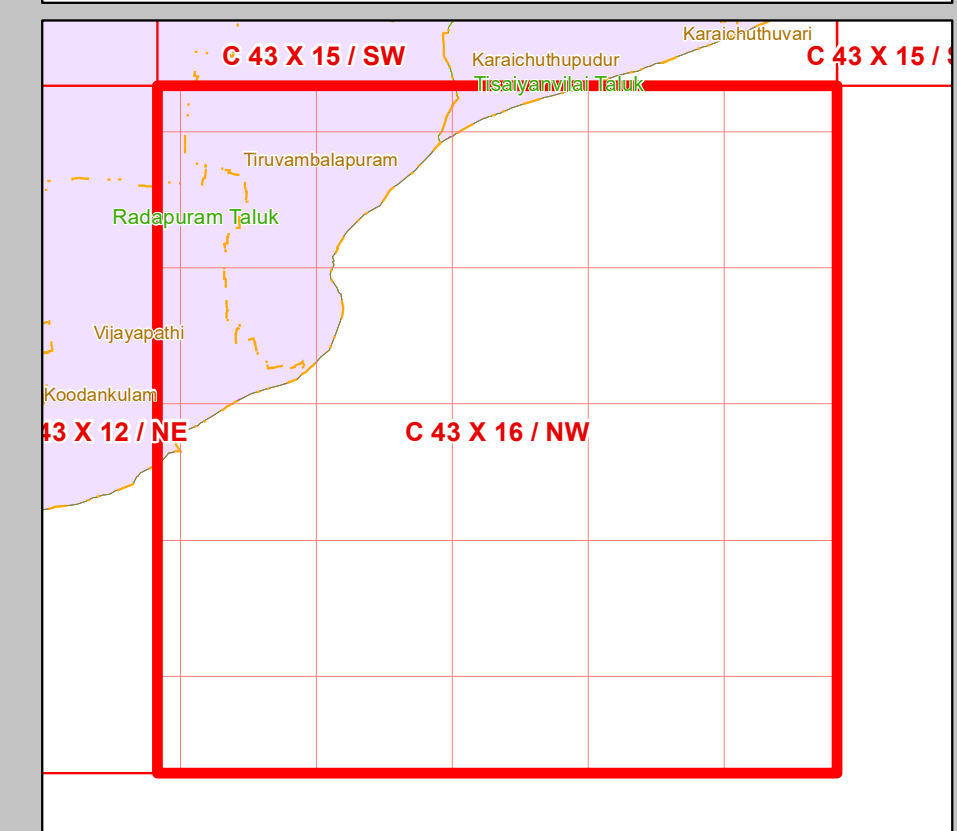 Karaichuthuvari
C 43 X 15 / SW
C 43 X 15 /
Karaichuthupudur
Tisaiyanvilai Taluk
Tiruvambalapuram
Radapuram Taluk
Vijayapathi
Koodankulam
43 X 12 / NE
C 43 X 16 / NW